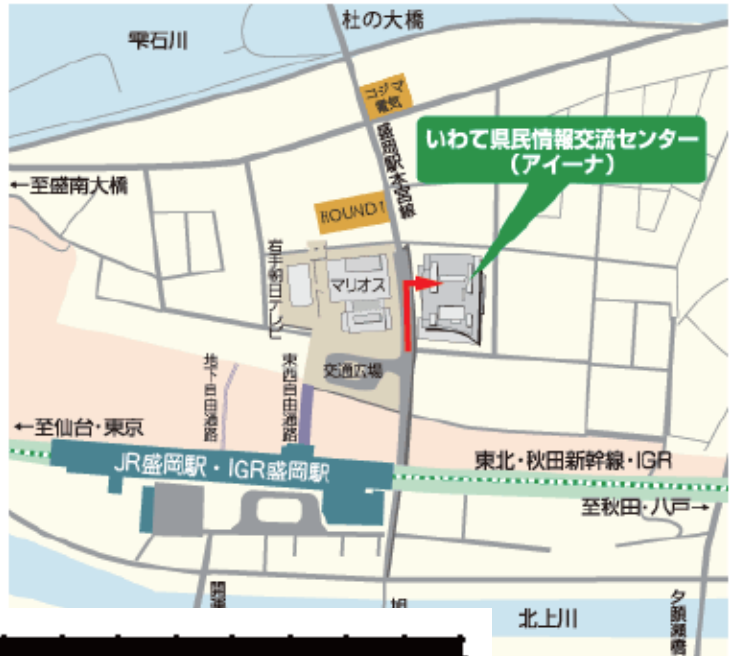 杜の大橋
雫石川
コジマ
電気
盛岡駅本宮線
いわて県民情報交流センター
（アイーナ）
←至盛南大橋
ROUND1
岩手朝日テレビ
マリオス
交通広場
地下自由通路
東西自由通路
←至仙台・東京
JR盛岡駅・IGR盛岡駅
東北・秋田新幹線・IGR
至秋田・八戸→
北上川
夕顔瀬橋